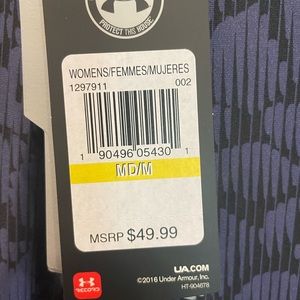 PROTECT THIS HOUSE
WOMENS/FEMMES/MUJERES
1297911 002
1 90496 05430 1
MD/M
MSRP $49.99
UA.COM
©2016 Under Armour, Inc.
HT-904678